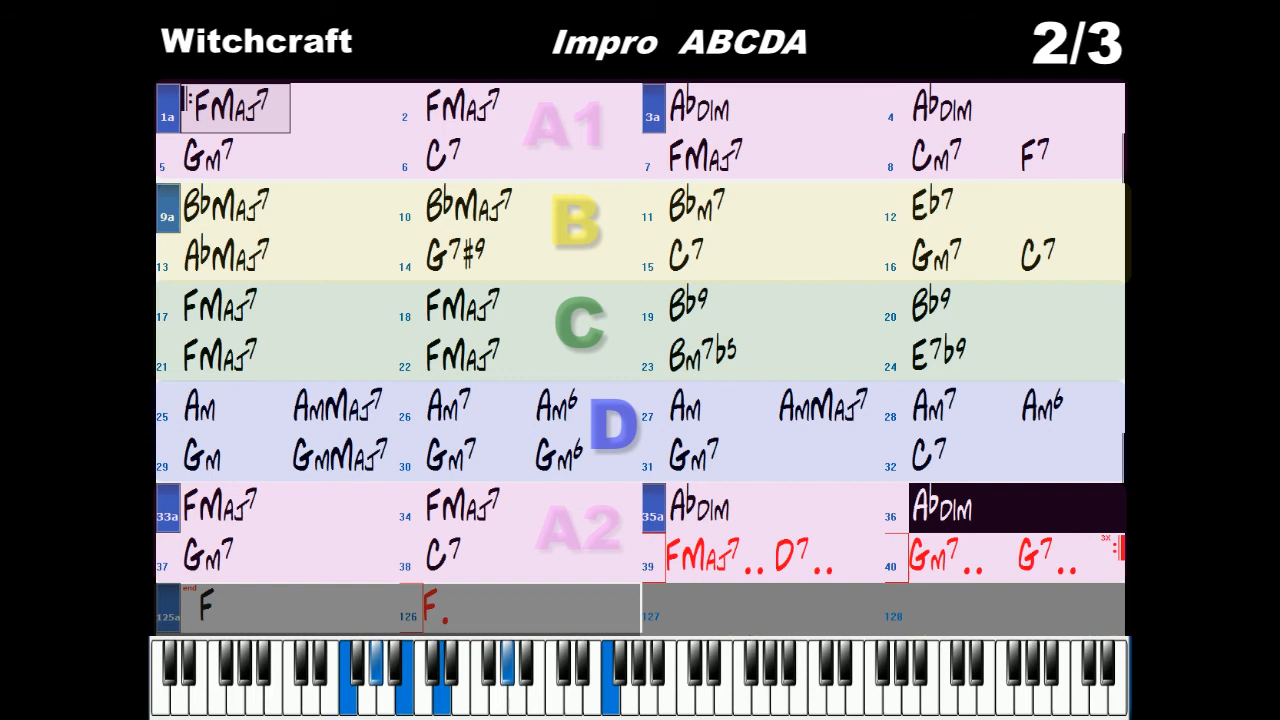 Witchcraft Impro ABCDA 2/3
1a FMAJ7 2 FMAJ7 A1 3a AbDIM 4 AbDIM
5 Gm7 6 C7 7 FMAJ7 8 Cm7 F7
9a BbMAJ7 10 BbMAJ7 B 11 Bbm7 12 Eb7
13 AbMAJ7 14 G7#9 15 C7 16 Gm7 C7
17 FMAJ7 18 FMAJ7 C 19 Bb9 20 Bb9
21 FMAJ7 22 FMAJ7 23 Bm7b5 24 E7b9
25 Am AmMAJ7 26 Am7 Am6 D 27 Am AmMAJ7 28 Am7 Am6
29 Gm GmMAJ7 30 Gm7 Gm6 31 Gm7 32 C7
33a FMAJ7 34 FMAJ7 A2 35a AbDIM 36 AbDIM
37 Gm7 38 C7 39 FMAJ7.. D7.. 40 Gm7.. G7.. 3X
125a end F 126 F. 127 128